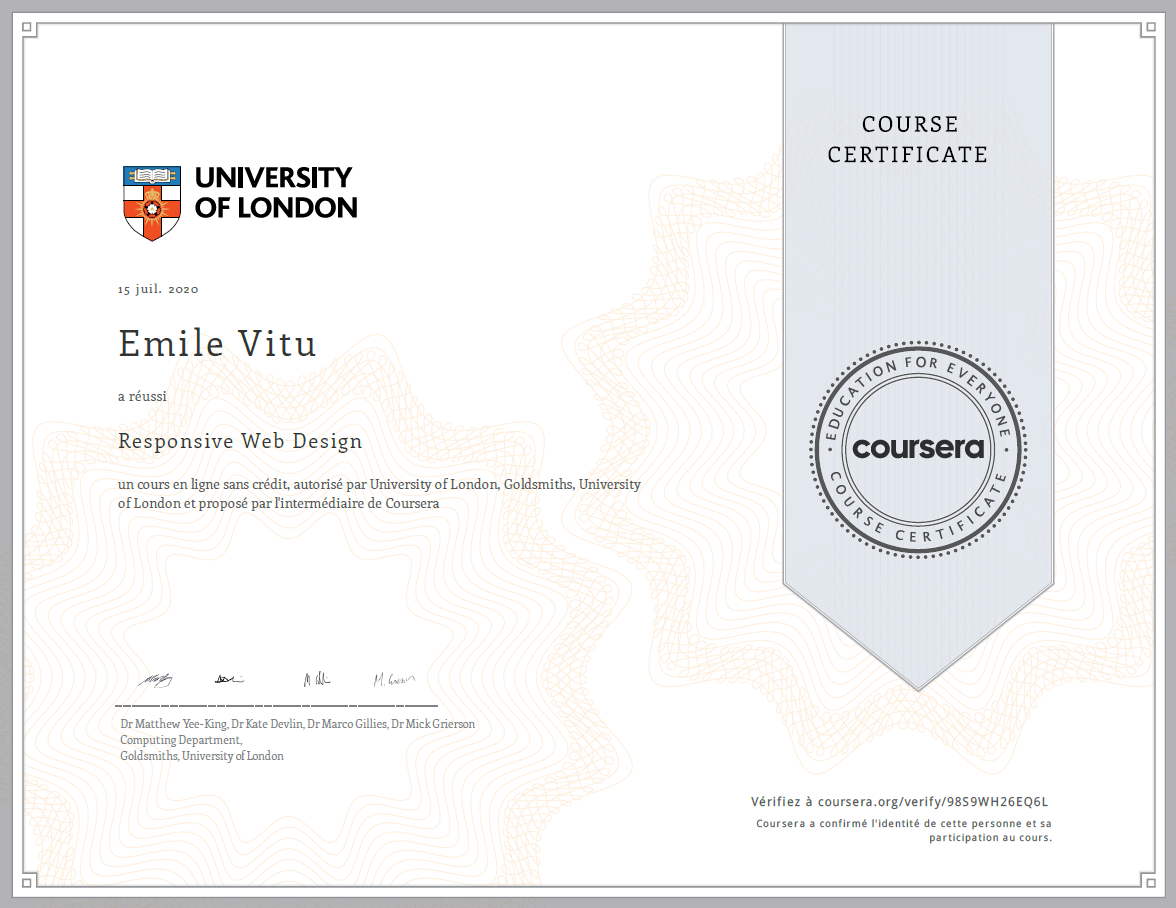 COURSE
CERTIFICATE
UNIVERSITY
OF LONDON
15 juil. 2020
Emile Vitu
a réussi
Responsive Web Design
un cours en ligne sans crédit, autorisé par University of London, Goldsmiths, University
of London et proposé par l'intermédiaire de Coursera
EDUCATION FOR EVERYONE
coursera
COURSE CERTIFICATE
Dr Matthew Yee-King, Dr Kate Devlin, Dr Marco Gillies, Dr Mick Grierson
Computing Department,
Goldsmiths, University of London
Vérifiez à coursera.org/verify/98S9WH26EQ6L
Coursera a confirmé l'identité de cette personne et sa
participation au cours.